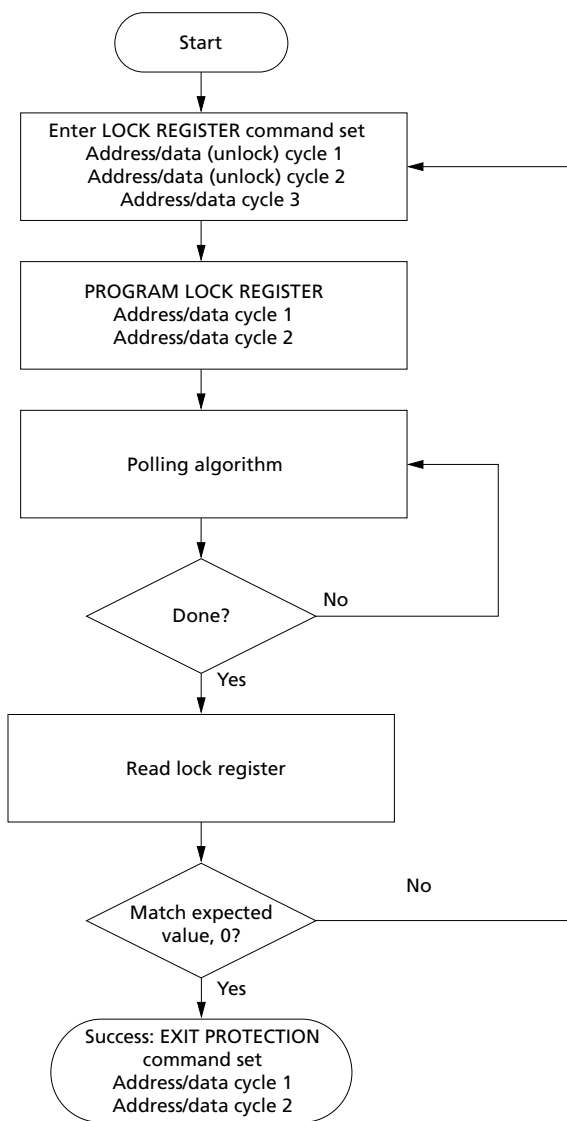 Start
Enter LOCK REGISTER command set
Address/data (unlock) cycle 1
Address/data (unlock) cycle 2
Address/data cycle 3
PROGRAM LOCK REGISTER
Address/data cycle 1
Address/data cycle 2
Polling algorithm
Done?
No
Yes
Read lock register
No
Match expected
value, 0?
Yes
Success: EXIT PROTECTION
command set
Address/data cycle 1
Address/data cycle 2